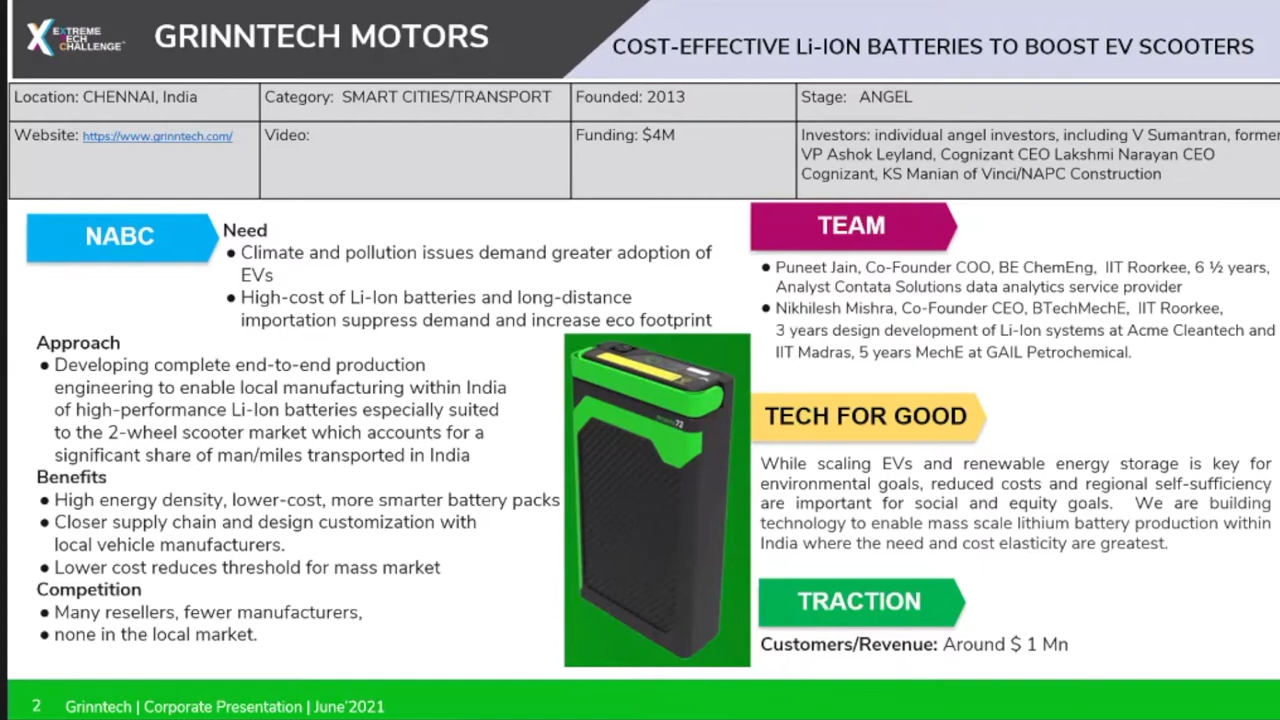 EXTREME
TECH
CHALLENGE
GRINNTECH MOTORS
COST-EFFECTIVE Li-ION BATTERIES TO BOOST EV SCOOTERS
Location: CHENNAI, India
Category: SMART CITIES/TRANSPORT
Founded: 2013
Stage: ANGEL
Website: https://www.grinntech.com/
Video:
Funding: $4M
Investors: individual angel investors, including V Sumantran, former
VP Ashok Leyland, Cognizant CEO Lakshmi Narayan CEO
Cognizant, KS Manian of Vinci/NAPC Construction
NABC
Need
● Climate and pollution issues demand greater adoption of
EVs
● High-cost of Li-Ion batteries and long-distance
importation suppress demand and increase eco footprint
Approach
● Developing complete end-to-end production
engineering to enable local manufacturing within India
of high-performance Li-Ion batteries especially suited
to the 2-wheel scooter market which accounts for a
significant share of man/miles transported in India
Benefits
● High energy density, lower-cost, more smarter battery packs
● Closer supply chain and design customization with
local vehicle manufacturers.
● Lower cost reduces threshold for mass market
Competition
● Many resellers, fewer manufacturers,
● none in the local market.
72
TEAM
● Puneet Jain, Co-Founder COO, BE ChemEng, IIT Roorkee, 6 ½ years,
Analyst Contata Solutions data analytics service provider
● Nikhilesh Mishra, Co-Founder CEO, BTechMechE, IIT Roorkee,
3 years design development of Li-Ion systems at Acme Cleantech and
IIT Madras, 5 years MechE at GAIL Petrochemical.
TECH FOR GOOD
While scaling EVs and renewable energy storage is key for
environmental goals, reduced costs and regional self-sufficiency
are important for social and equity goals. We are building
technology to enable mass scale lithium battery production within
India where the need and cost elasticity are greatest.
TRACTION
Customers/Revenue: Around $ 1 Mn
2 Grinntech | Corporate Presentation | June'2021